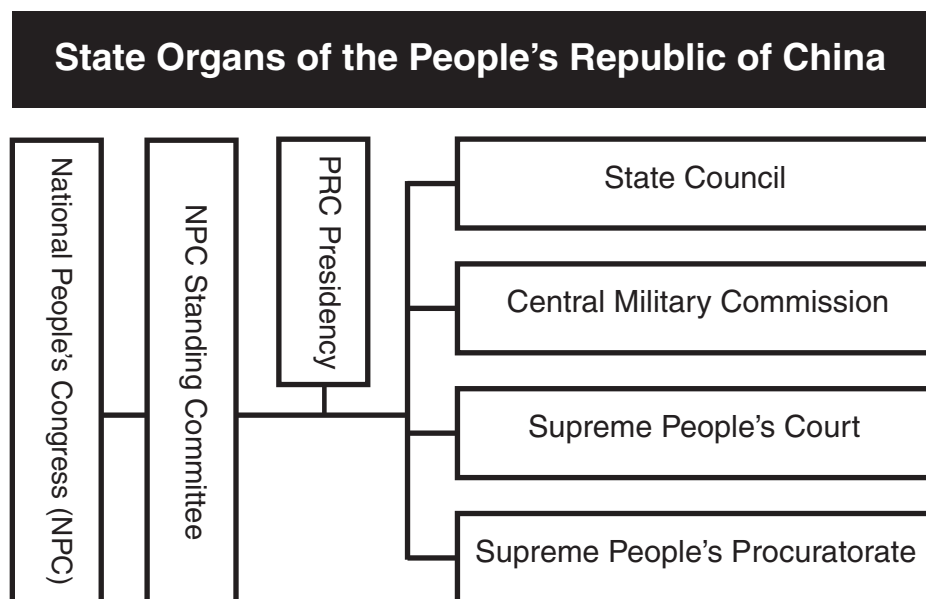 State Organs of the People’s Republic of China
National People’s Congress (NPC)
NPC Standing Committee
PRC Presidency
State Council
Central Military Commission
Supreme People’s Court
Supreme People’s Procuratorate